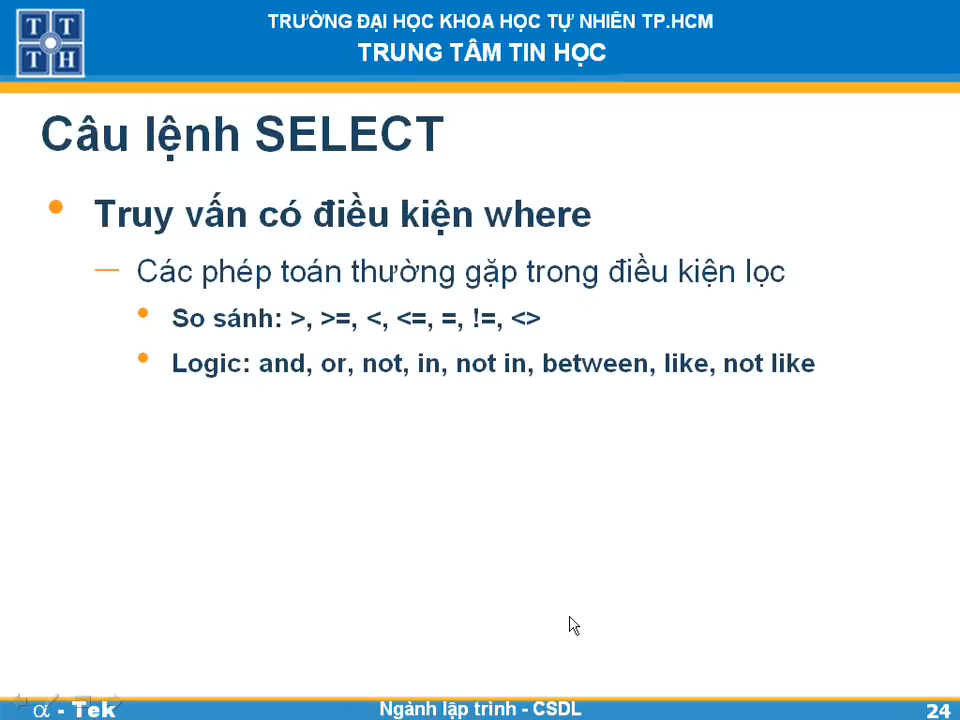 TRƯỜNG ĐẠI HỌC KHOA HỌC TỰ NHIÊN TP.HCM
TRUNG TÂM TIN HỌC
T T
T H
Câu lệnh SELECT
• Truy vấn có điều kiện where
– Các phép toán thường gặp trong điều kiện lọc
• So sánh: >, >=, <, <=, =, !=, <>
• Logic: and, or, not, in, not in, between, like, not like
α - Tek
Ngành lập trình - CSDL
24